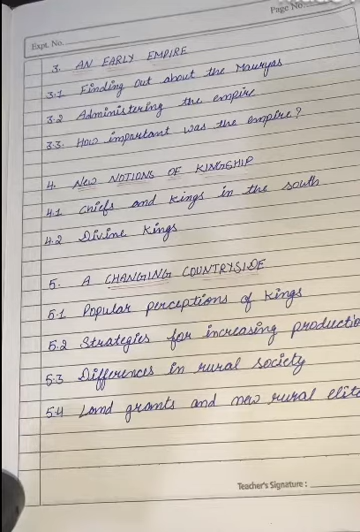 Page No.
Expt. No.
3. AN EARLY EMPIRE
3.1 Finding out about the Mauryas
3.2 Administering the empire
3.3. How important was the empire?
4. NEW NOTIONS OF KINGSHIP
4.1 Chiefs and kings in the south
4.2 Divine kings
5. A CHANGING COUNTRYSIDE
5.1 Popular perceptions of kings
5.2 Strategies for increasing productio
5.3 Differences in rural society
5.4 Land grants and new rural elite
Teacher's Signature :